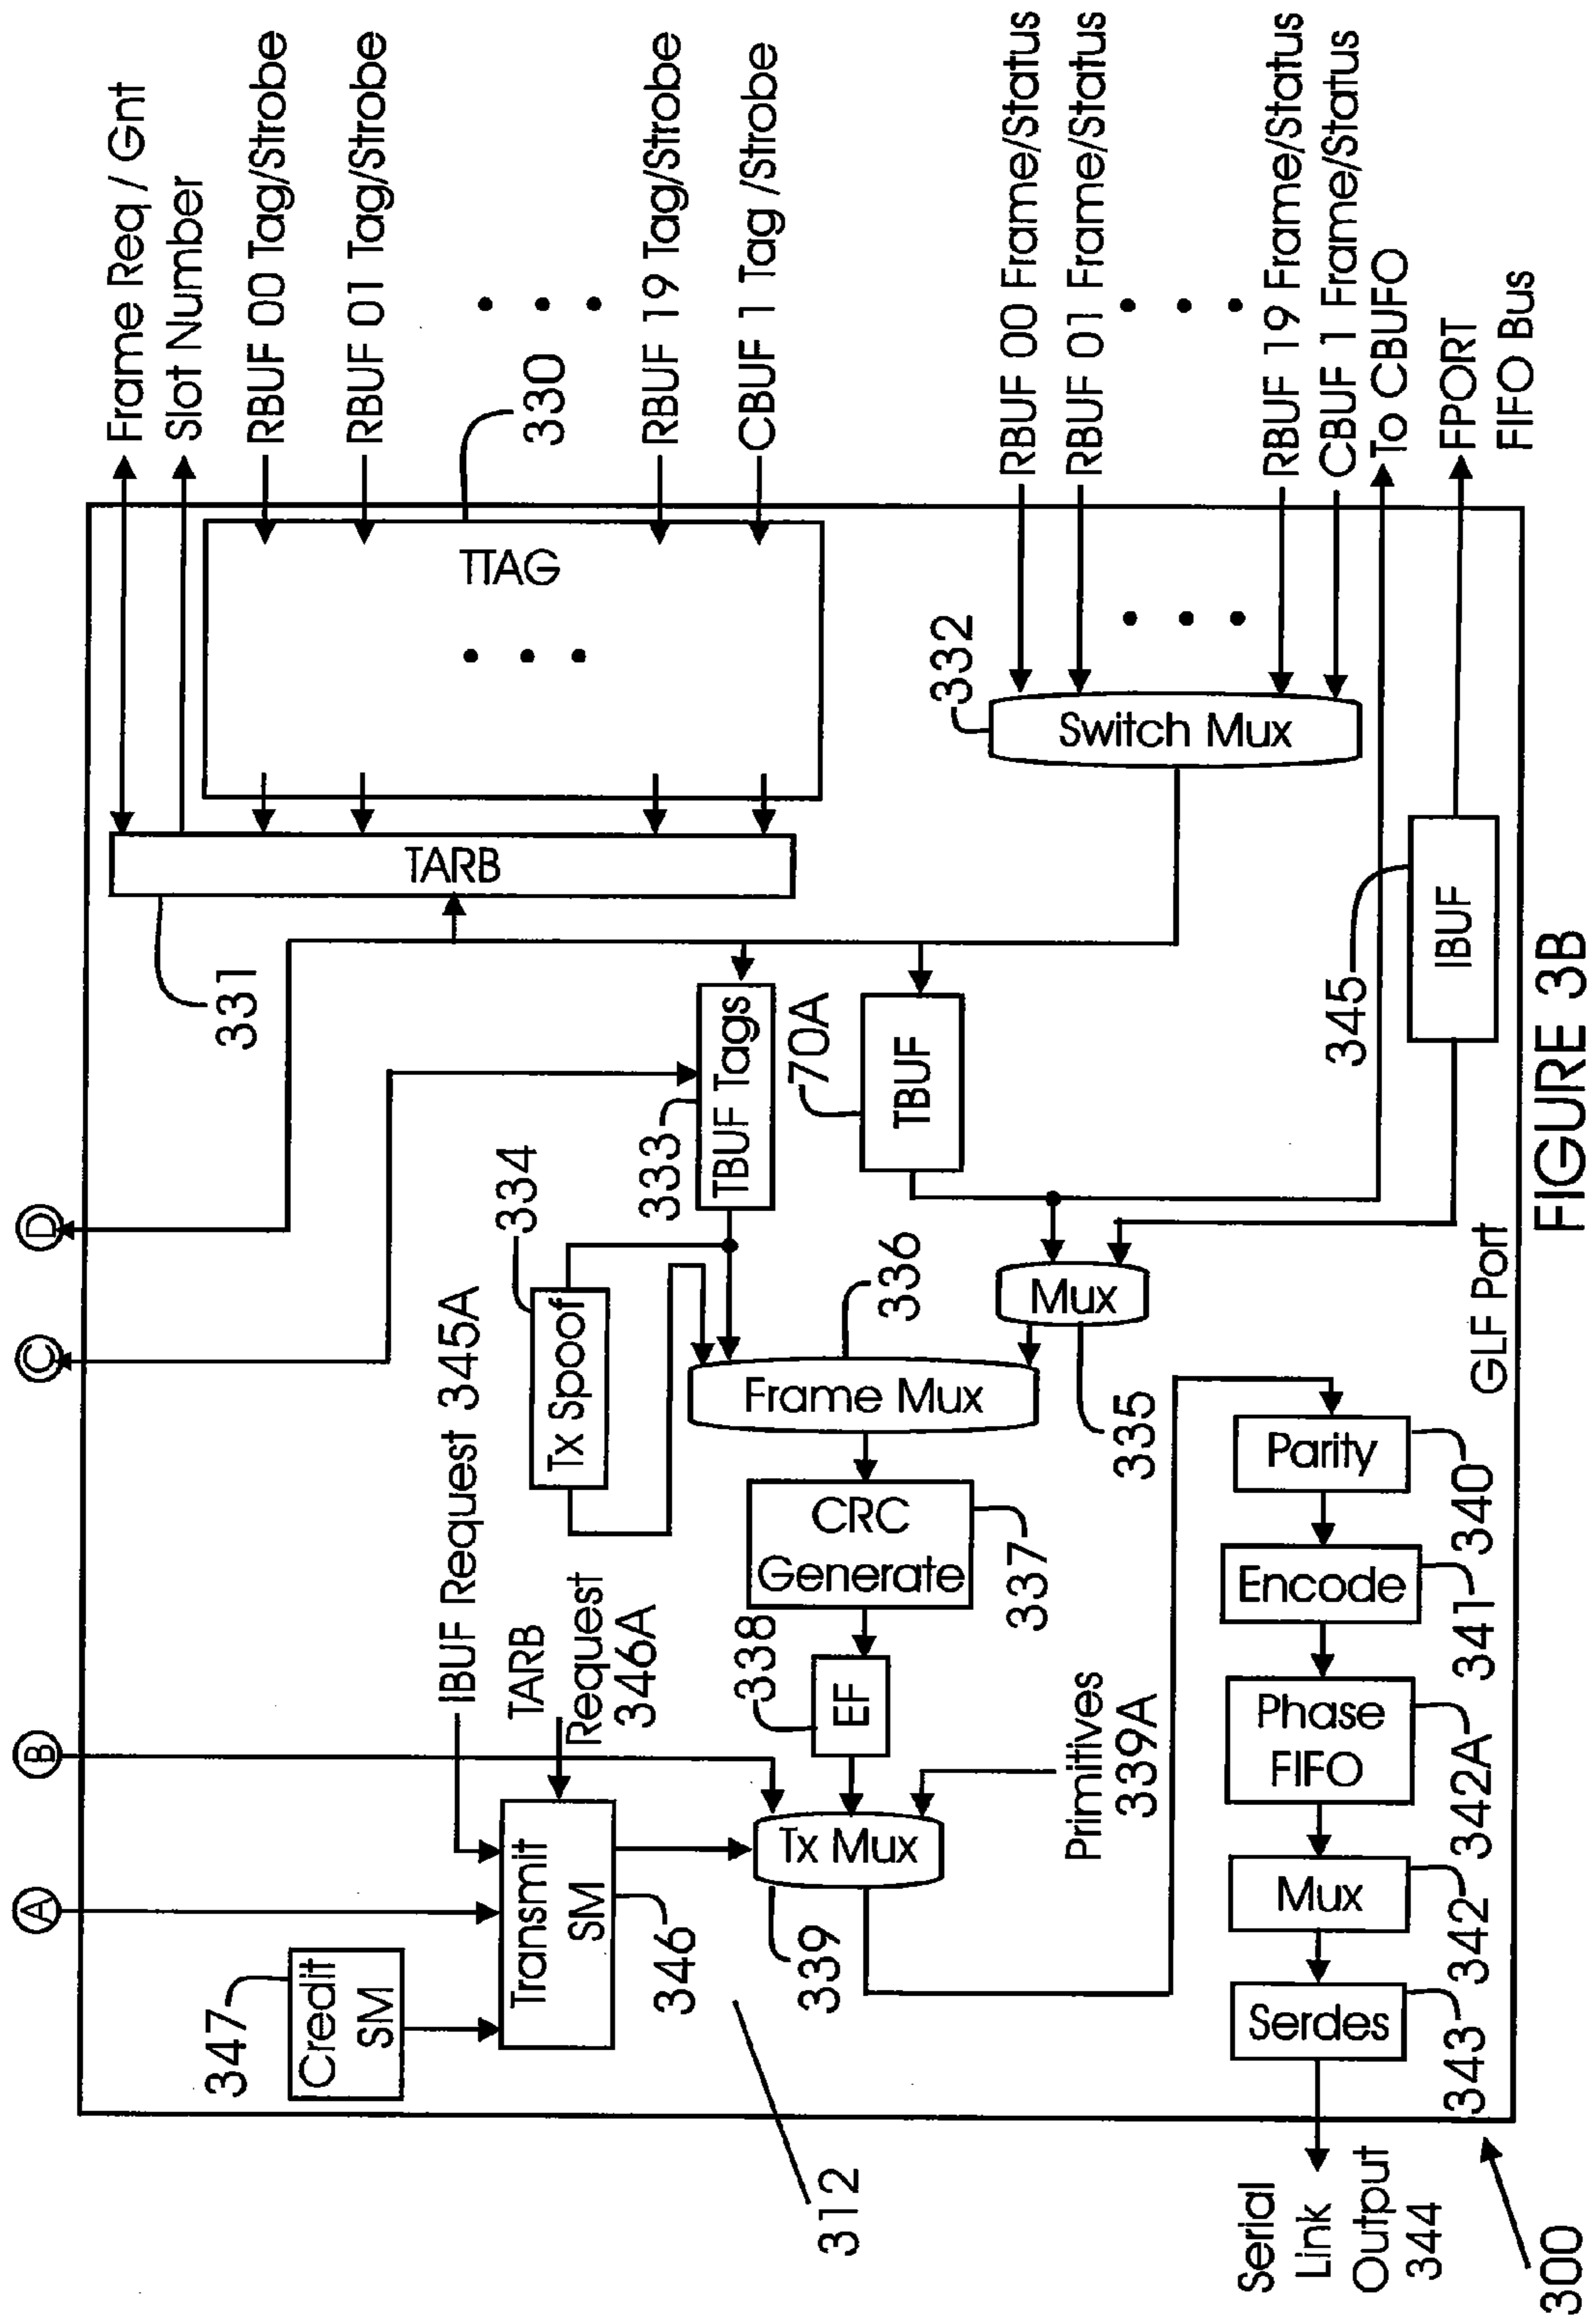 A
B
C
D
347
Credit
SM
Transmit
SM
346
IBUF Request 345A
TARB
Request
346A
334
Tx Spoof
331
TARB
TTAG
330
Frame Req / Gnt
Slot Number
RBUF 00 Tag/Strobe
RBUF 01 Tag/Strobe
RBUF 19 Tag/Strobe
CBUF 1 Tag /Strobe
333
TBUF Tags
70A
TBUF
332
Switch Mux
RBUF 00 Frame/Status
RBUF 01 Frame/Status
RBUF 19 Frame/Status
CBUF 1 Frame/Status
To CBUFO
FPORT
FIFO Bus
345
IBUF
336
Frame Mux
Mux
335
CRC
Generate
337
338
EF
Tx Mux
339
Primitives
339A
312
Parity
340
Encode
341
Phase
FIFO
342A
Mux
342
Serdes
343
Serial
Link
Output
344
GLF Port
300
FIGURE 3B